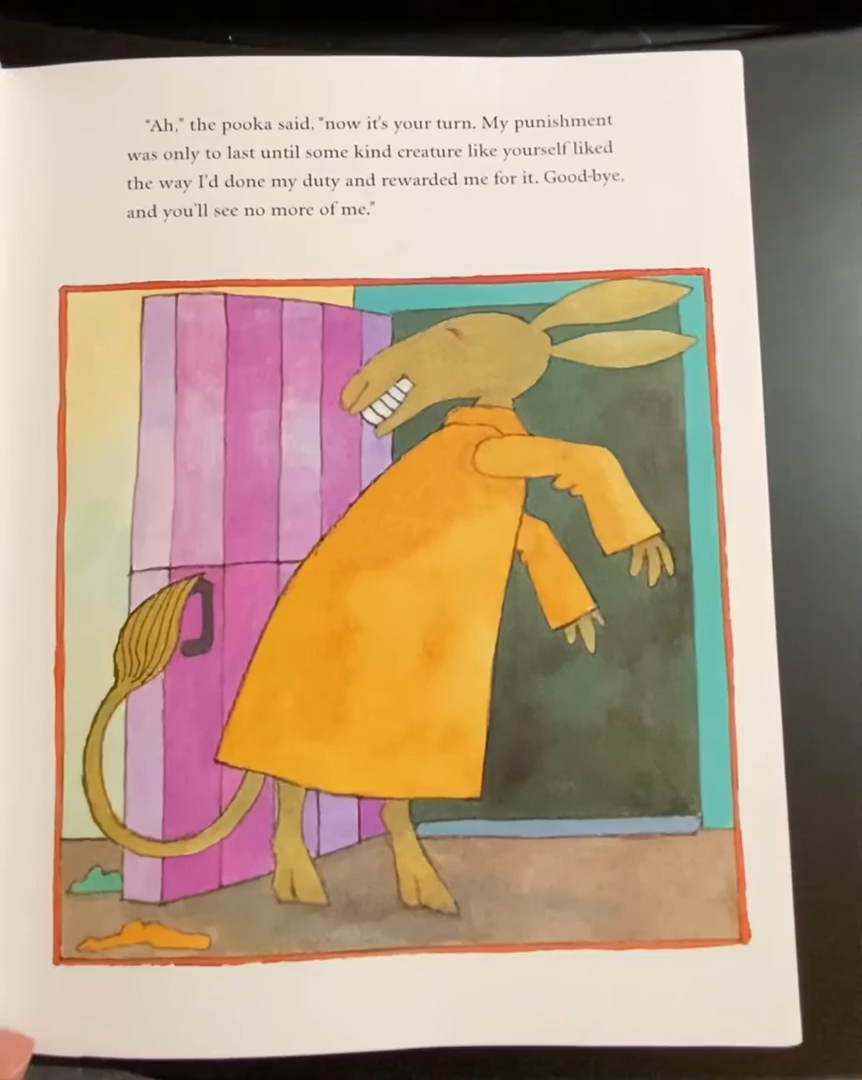 "Ah," the pooka said, "now it's your turn. My punishment
was only to last until some kind creature like yourself liked
the way I'd done my duty and rewarded me for it. Good-bye,
and you'll see no more of me."